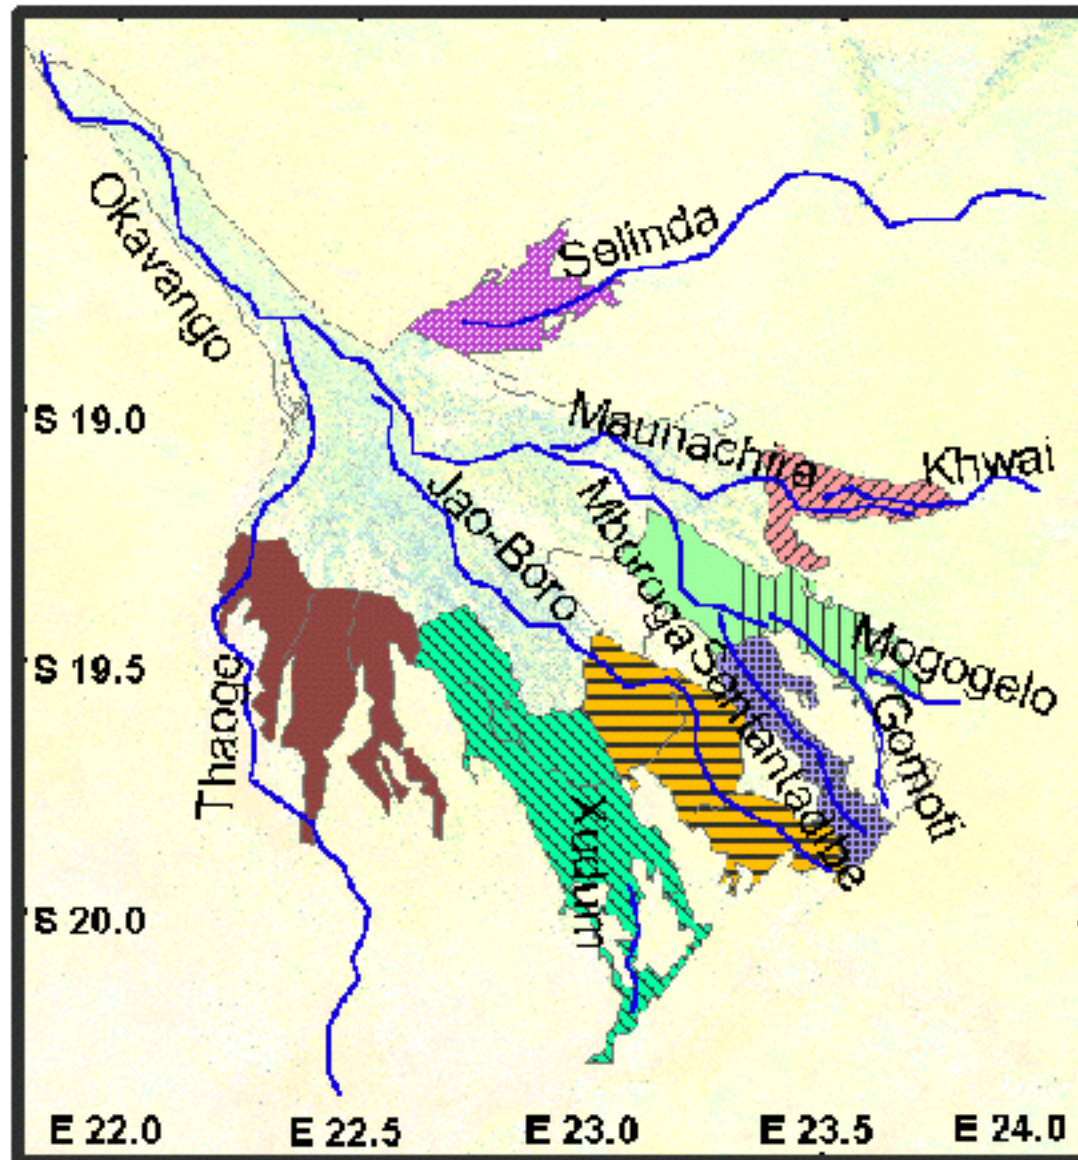 Okavango
Selinda
S 19.0
Maunachira
Khwai
Jao-Boro
Mboroga
S 19.5
Thaoge
Santantadibe
Mogogelo
Gomoti
Xudum
S 20.0
E 22.0
E 22.5
E 23.0
E 23.5
E 24.0